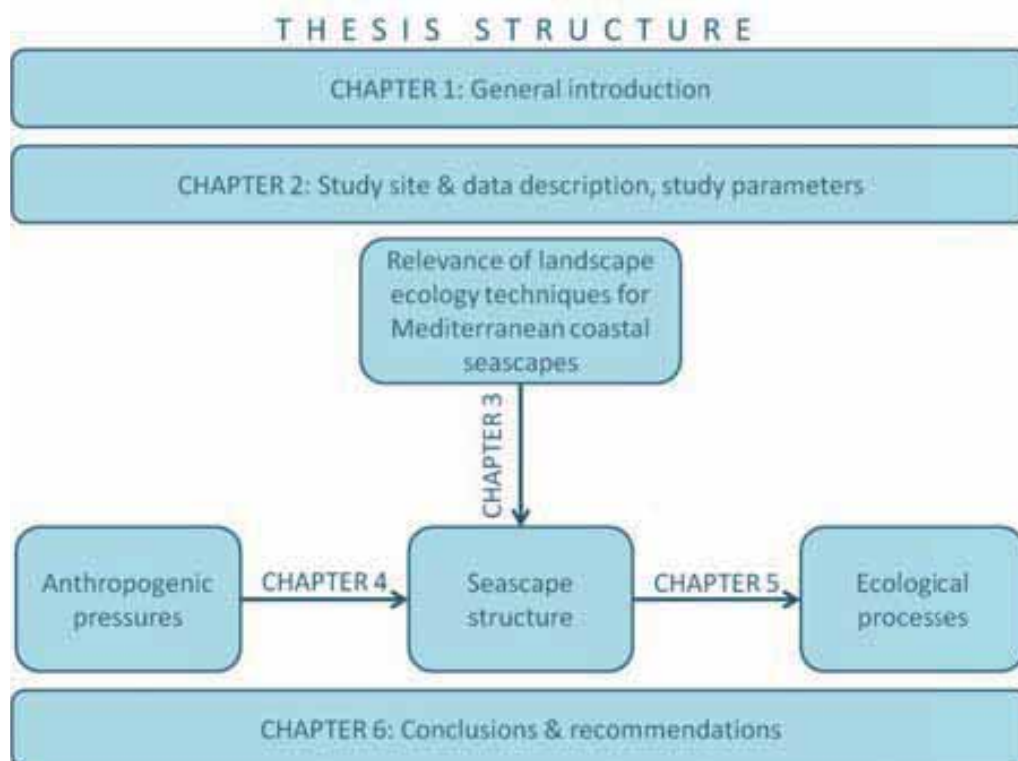 THESIS STRUCTURE
CHAPTER 1: General introduction
CHAPTER 2: Study site & data description, study parameters
Relevance of landscape
ecology techniques for
Mediterranean coastal
seascapes
CHAPTER 3
Anthropogenic
pressures
CHAPTER 4
Seascape
structure
CHAPTER 5
Ecological
processes
CHAPTER 6: Conclusions & recommendations